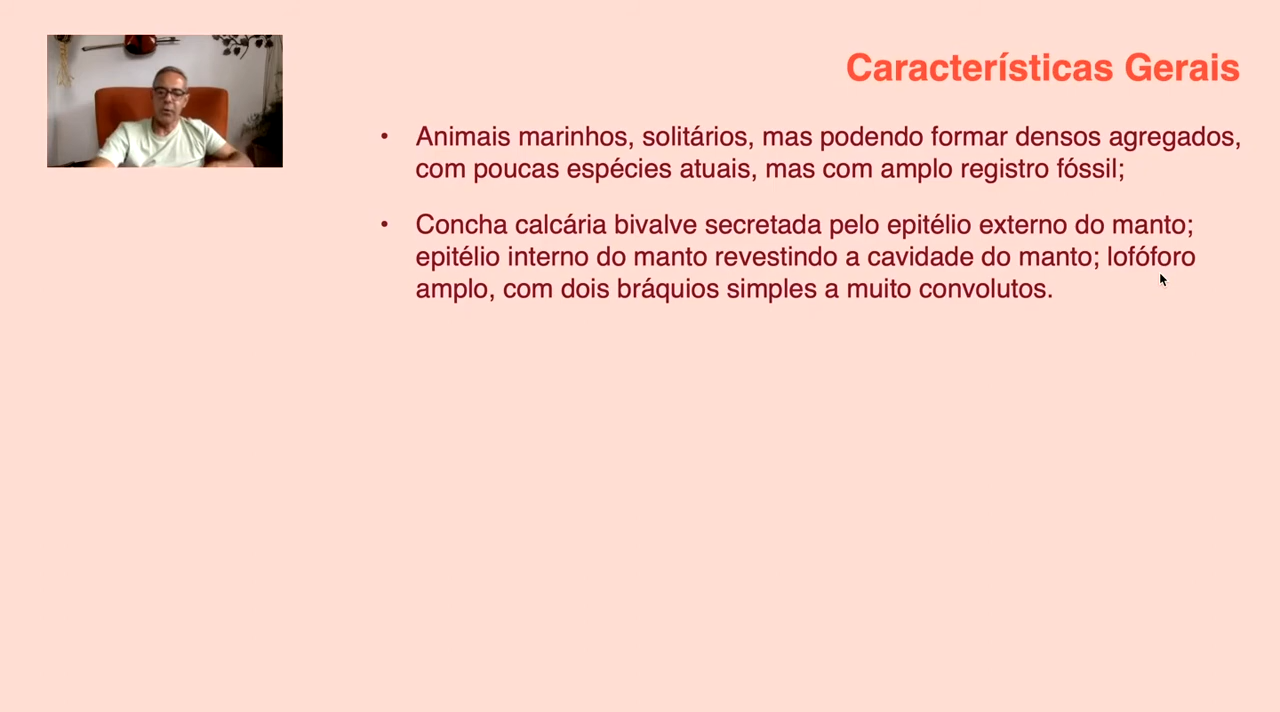 Características Gerais
• Animais marinhos, solitários, mas podendo formar densos agregados,
com poucas espécies atuais, mas com amplo registro fóssil;
• Concha calcária bivalve secretada pelo epitélio externo do manto;
epitélio interno do manto revestindo a cavidade do manto; lofóforo
amplo, com dois bráquios simples a muito convolutos.